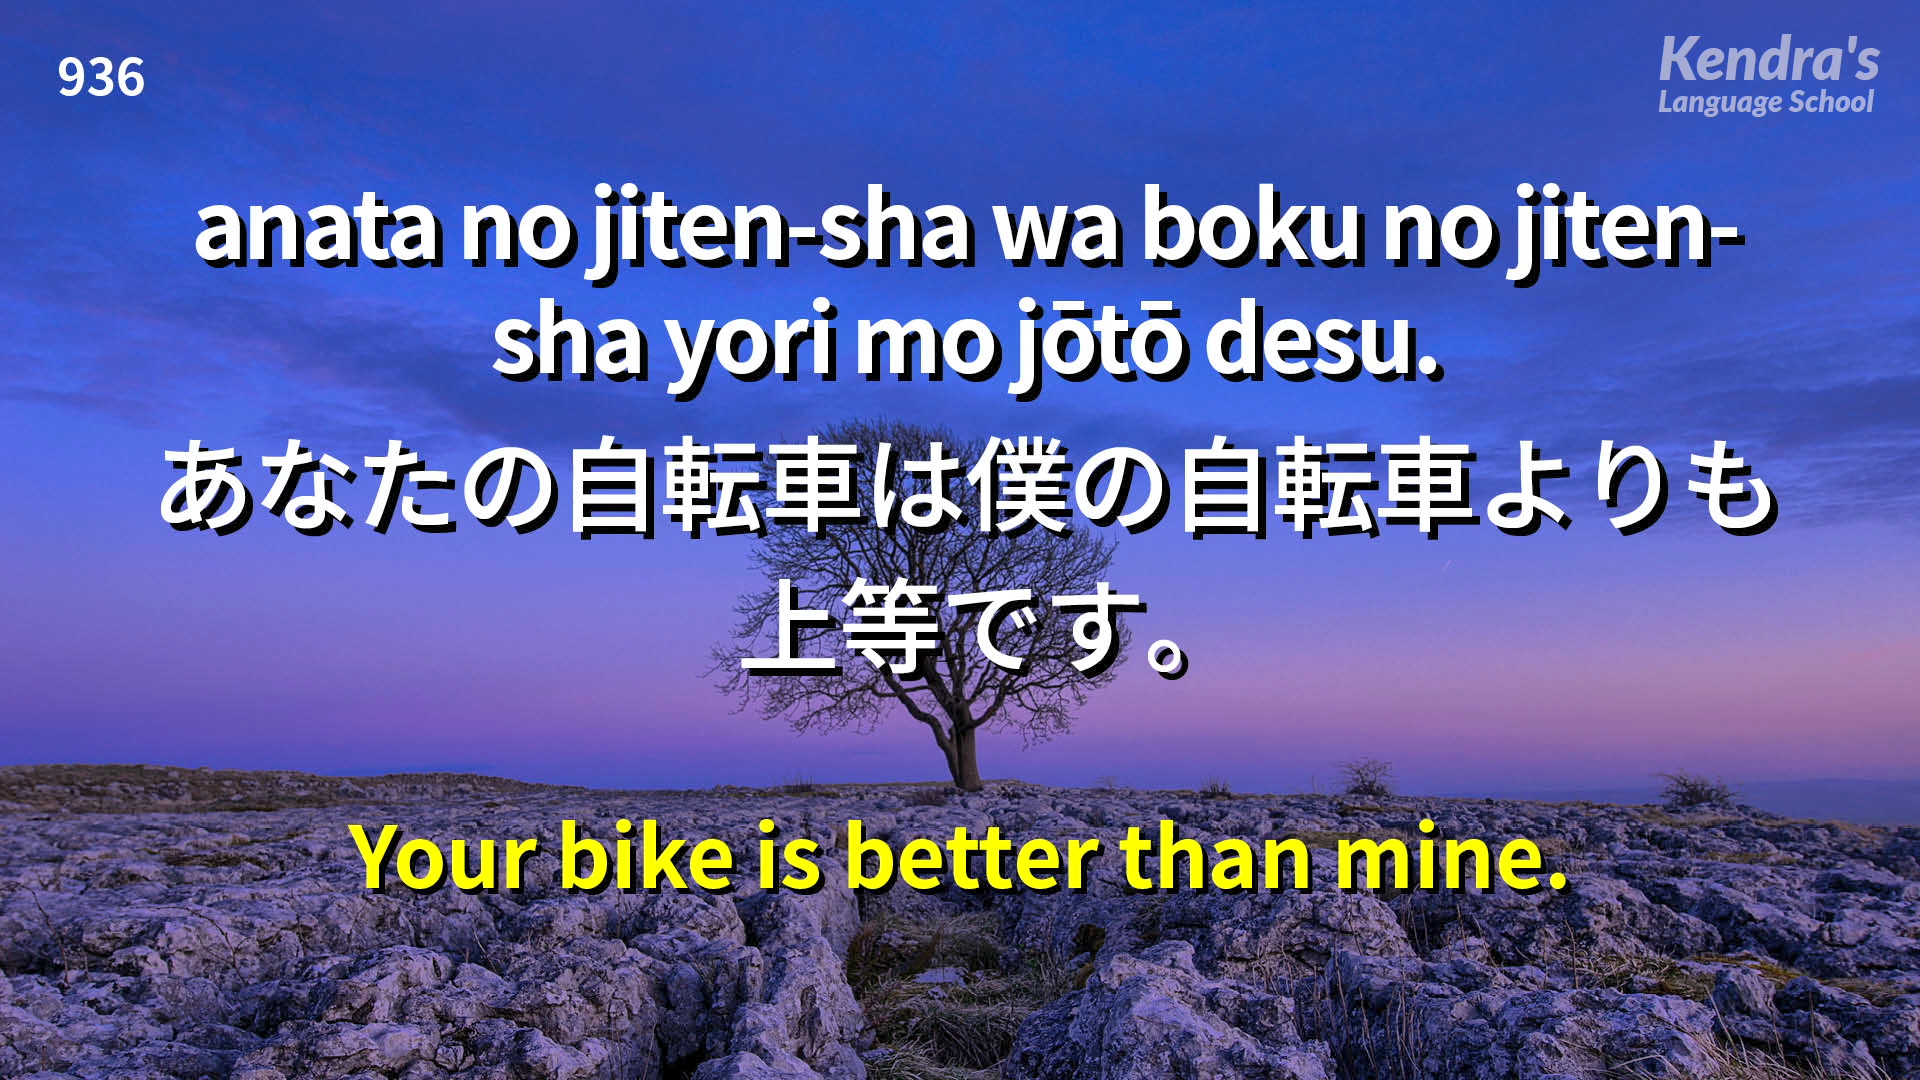 936
Kendra's
Language School
anata no jiten-sha wa boku no jiten-
sha yori mo jōtō desu.
あなたの自転車は僕の自転車よりも
上等です。
Your bike is better than mine.